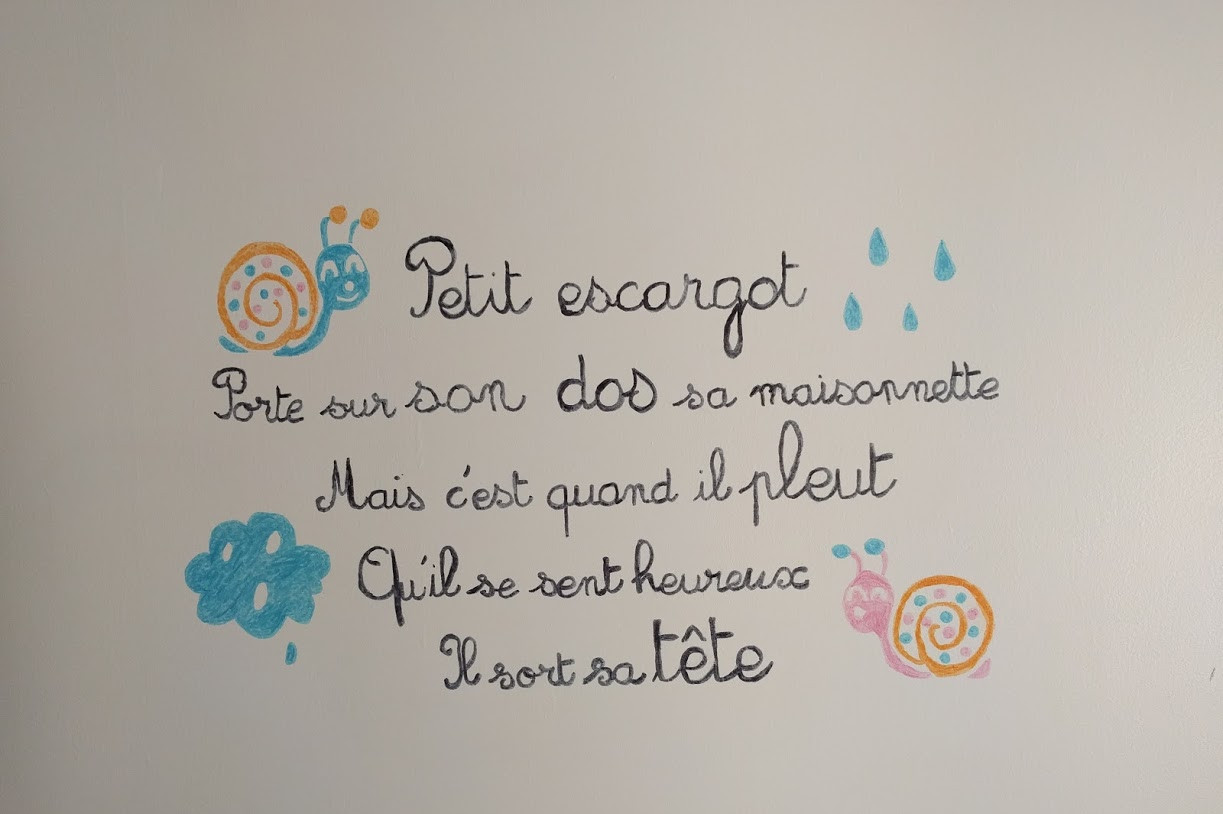 Petit escargot
Porte sur son dos sa maisonnette
Mais c'est quand il pleut
Qu'il se sent heureux
Il sort sa tête